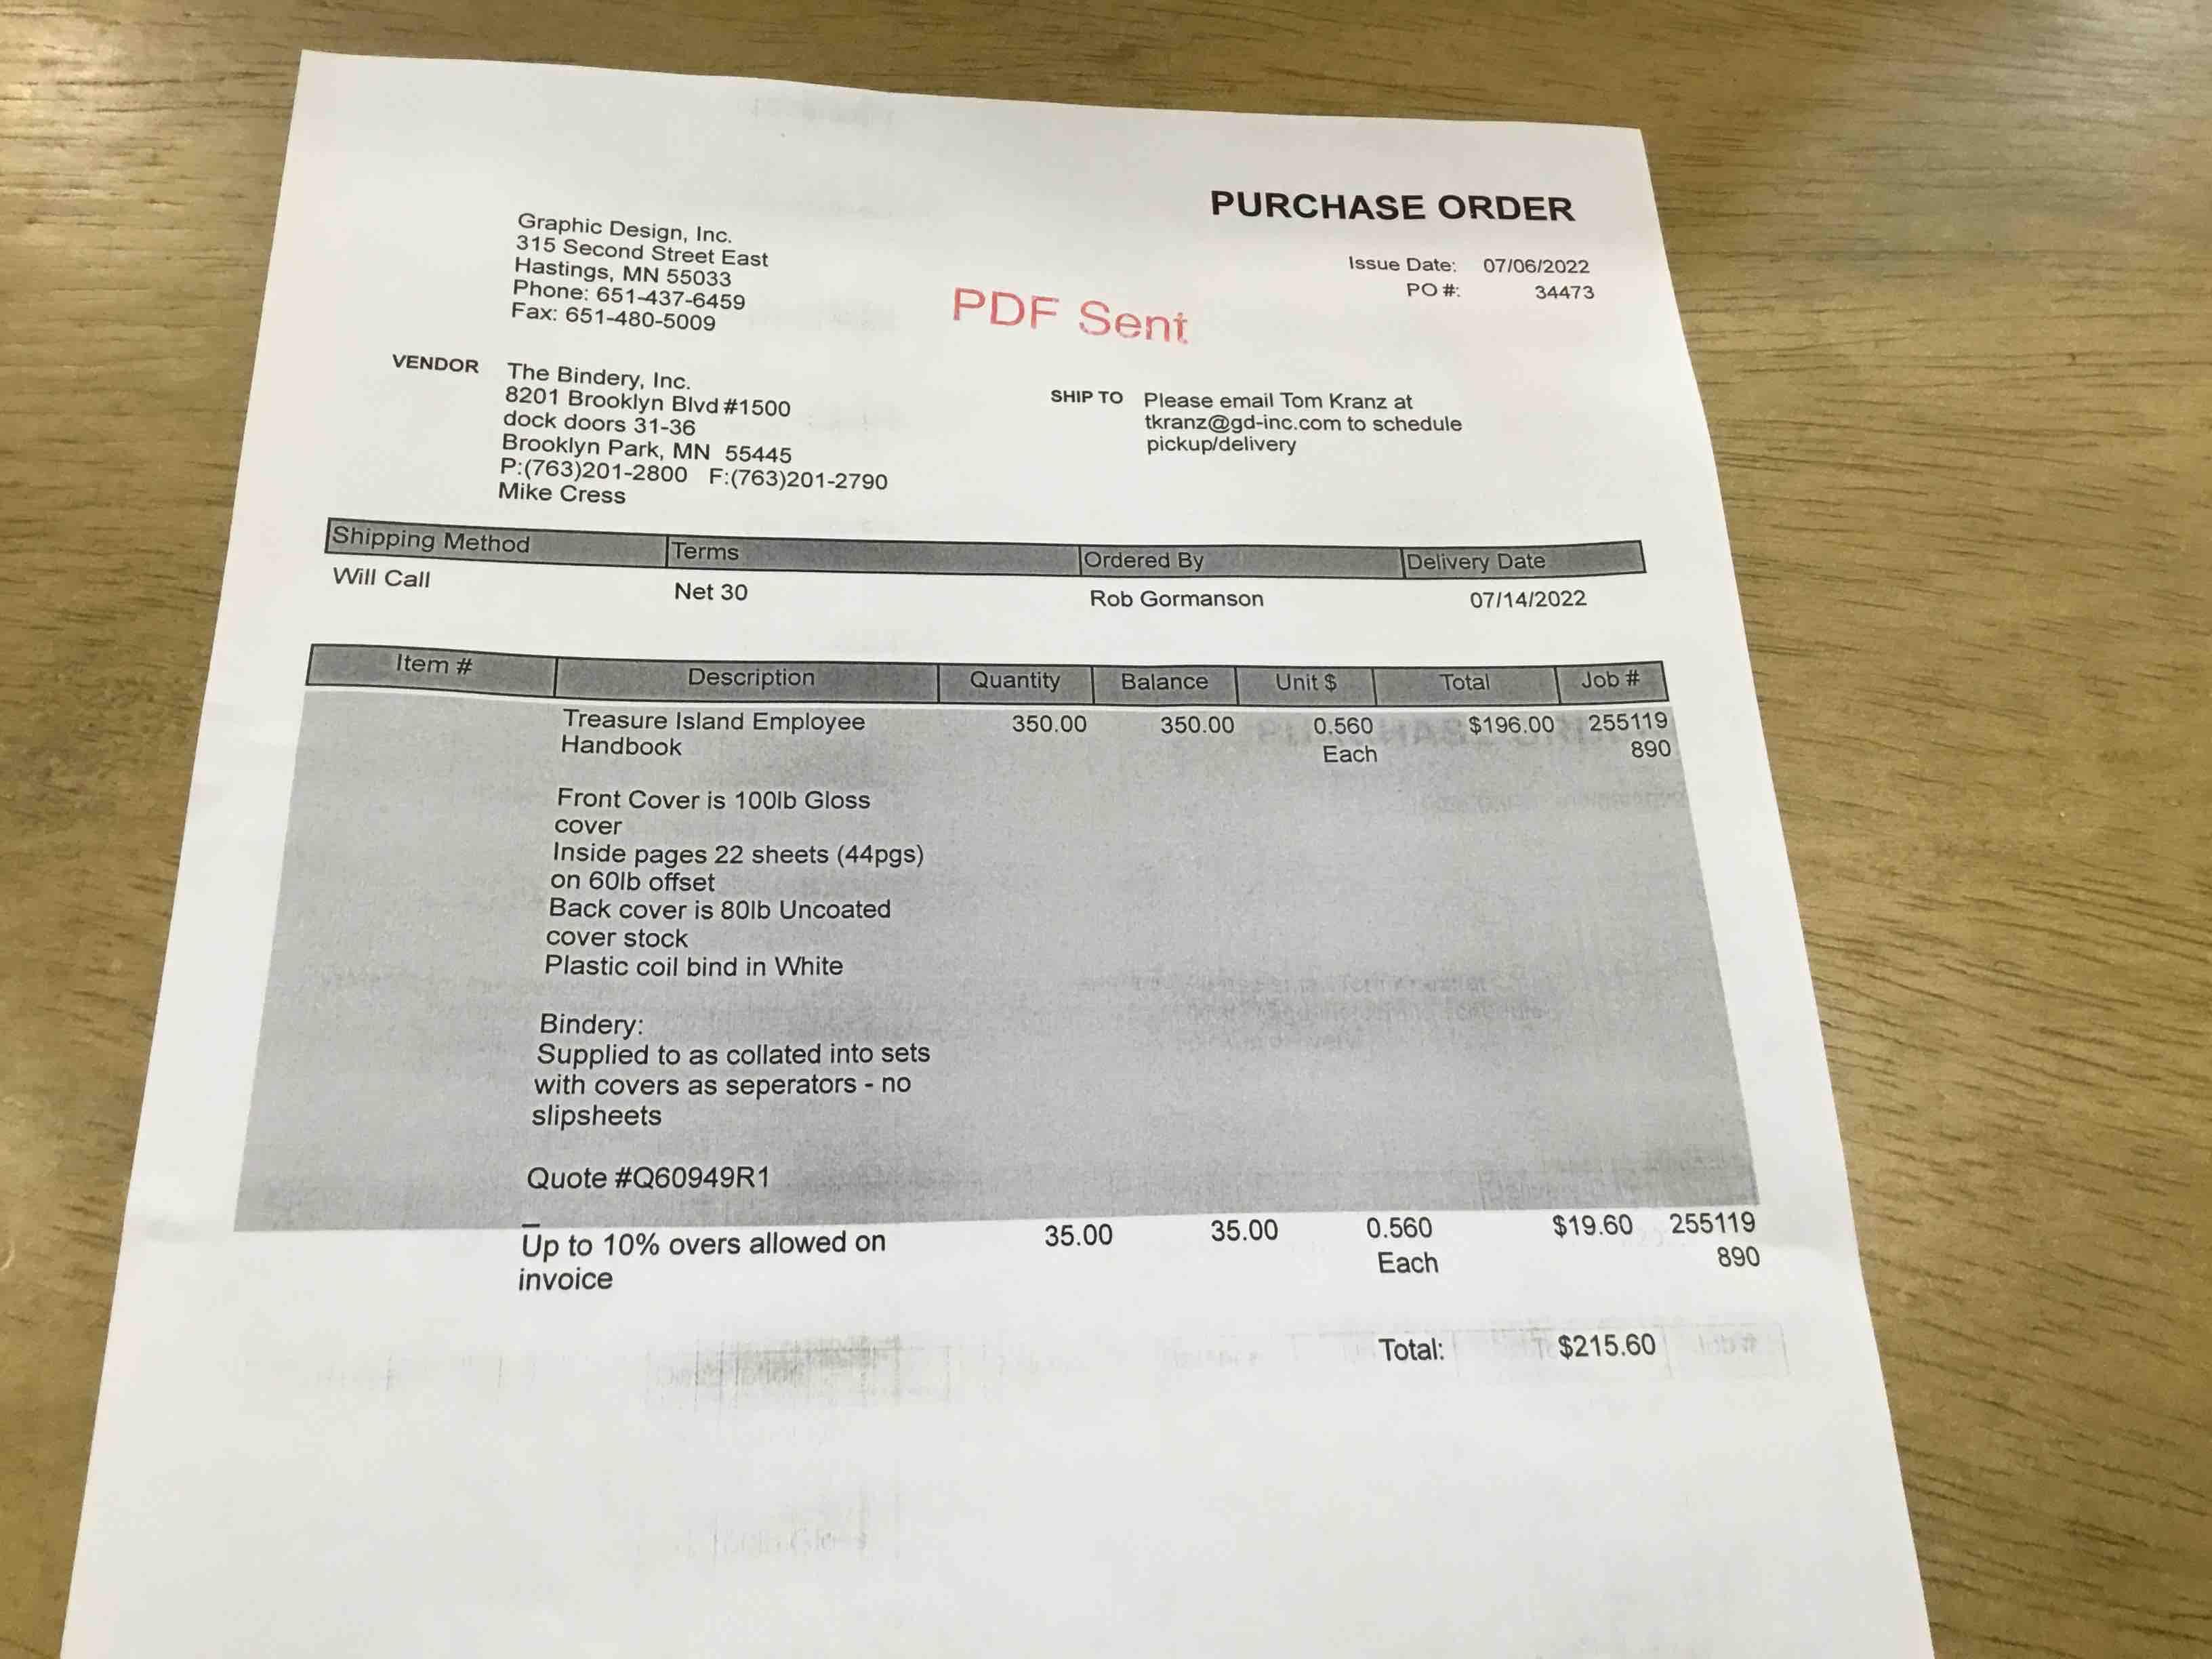 PURCHASE ORDER
Graphic Design, Inc.
315 Second Street East
Hastings, MN 55033
Phone: 651-437-6459
Fax: 651-480-5009
Issue Date: 07/06/2022
PO #: 34473
PDF Sent
VENDOR
The Bindery, Inc.
8201 Brooklyn Blvd #1500
dock doors 31-36
Brooklyn Park, MN 55445
P:(763)201-2800 F:(763)201-2790
Mike Cress
SHIP TO
Please email Tom Kranz at
tkranz@gd-inc.com to schedule
pickup/delivery
Shipping Method Terms Ordered By Delivery Date
Will Call Net 30 Rob Gormanson 07/14/2022
Item # Description Quantity Balance Unit $ Total Job #
Treasure Island Employee 350.00 350.00 0.560 $196.00 255119
Handbook Each 890
Front Cover is 100lb Gloss
cover
Inside pages 22 sheets (44pgs)
on 60lb offset
Back cover is 80lb Uncoated
cover stock
Plastic coil bind in White
Bindery:
Supplied to as collated into sets
with covers as seperators - no
slipsheets
Quote #Q60949R1
_
Up to 10% overs allowed on 35.00 35.00 0.560 $19.60 255119
invoice Each 890
Total: $215.60